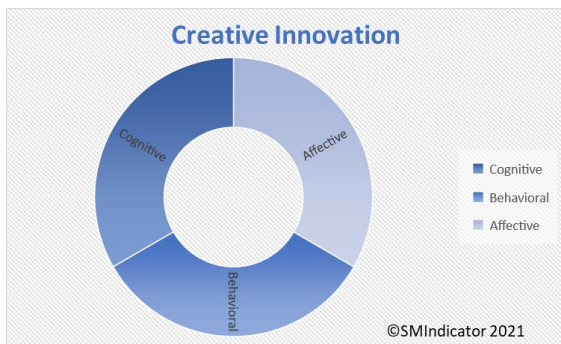 Creative Innovation
Cognitive
Affective
Behavioral
Cognitive
Behavioral
Affective
©SMIndicator 2021